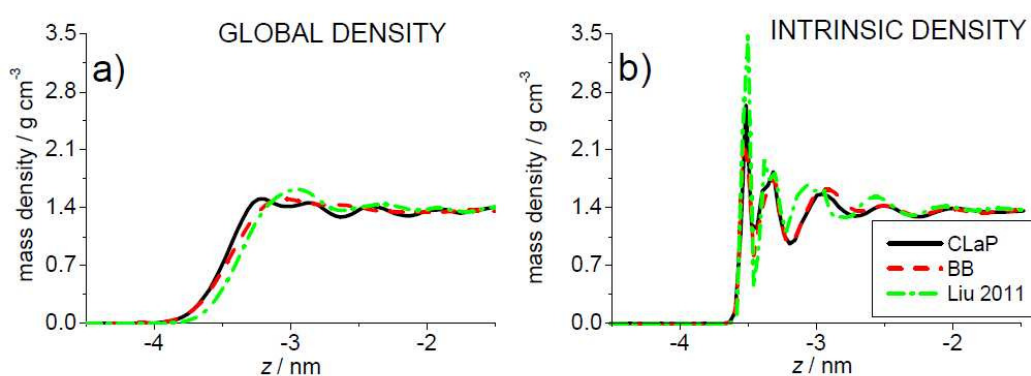 GLOBAL DENSITY
a)
mass density / g cm⁻³
3.5
2.8
2.1
1.4
0.7
0.0
-4
-3
-2
z / nm
INTRINSIC DENSITY
b)
mass density / g cm⁻³
3.5
2.8
2.1
1.4
0.7
0.0
-4
-3
-2
z / nm
CLaP
BB
Liu 2011